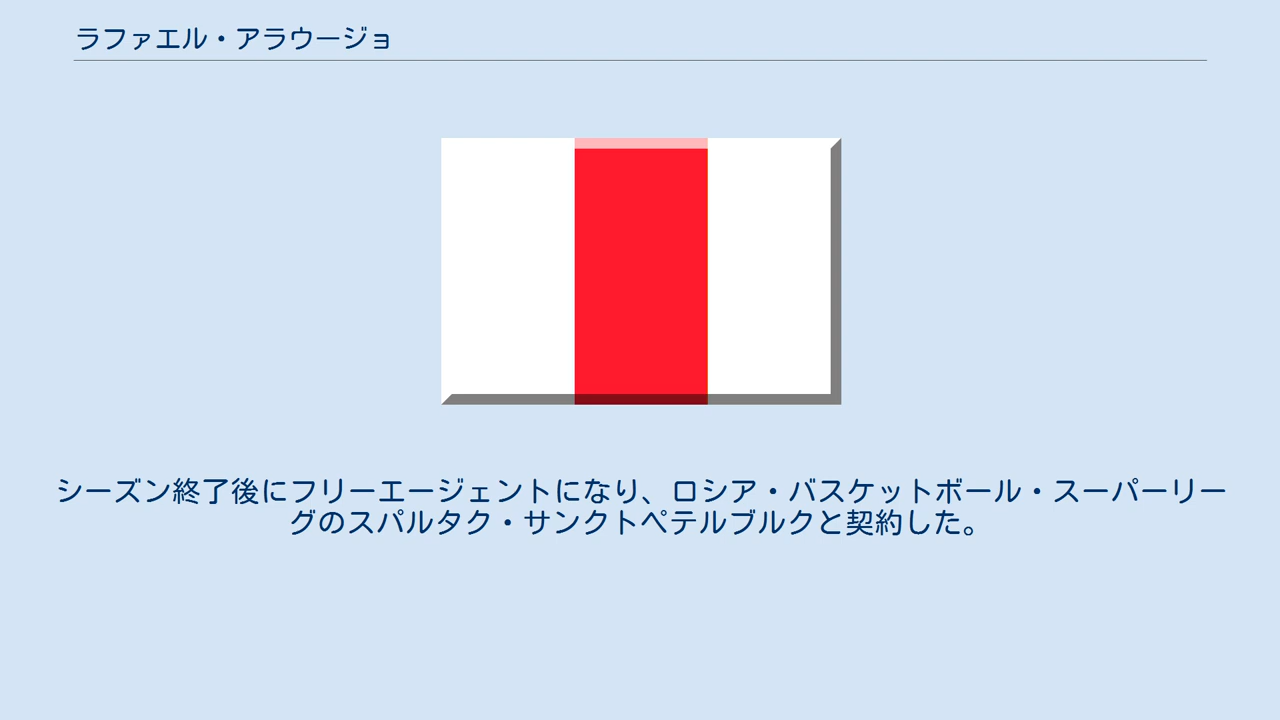 ラファエル・アラウージョ
シーズン終了後にフリーエージェントになり、ロシア・バスケットボール・スーパーリー
グのスパルタク・サンクトペテルブルクと契約した。